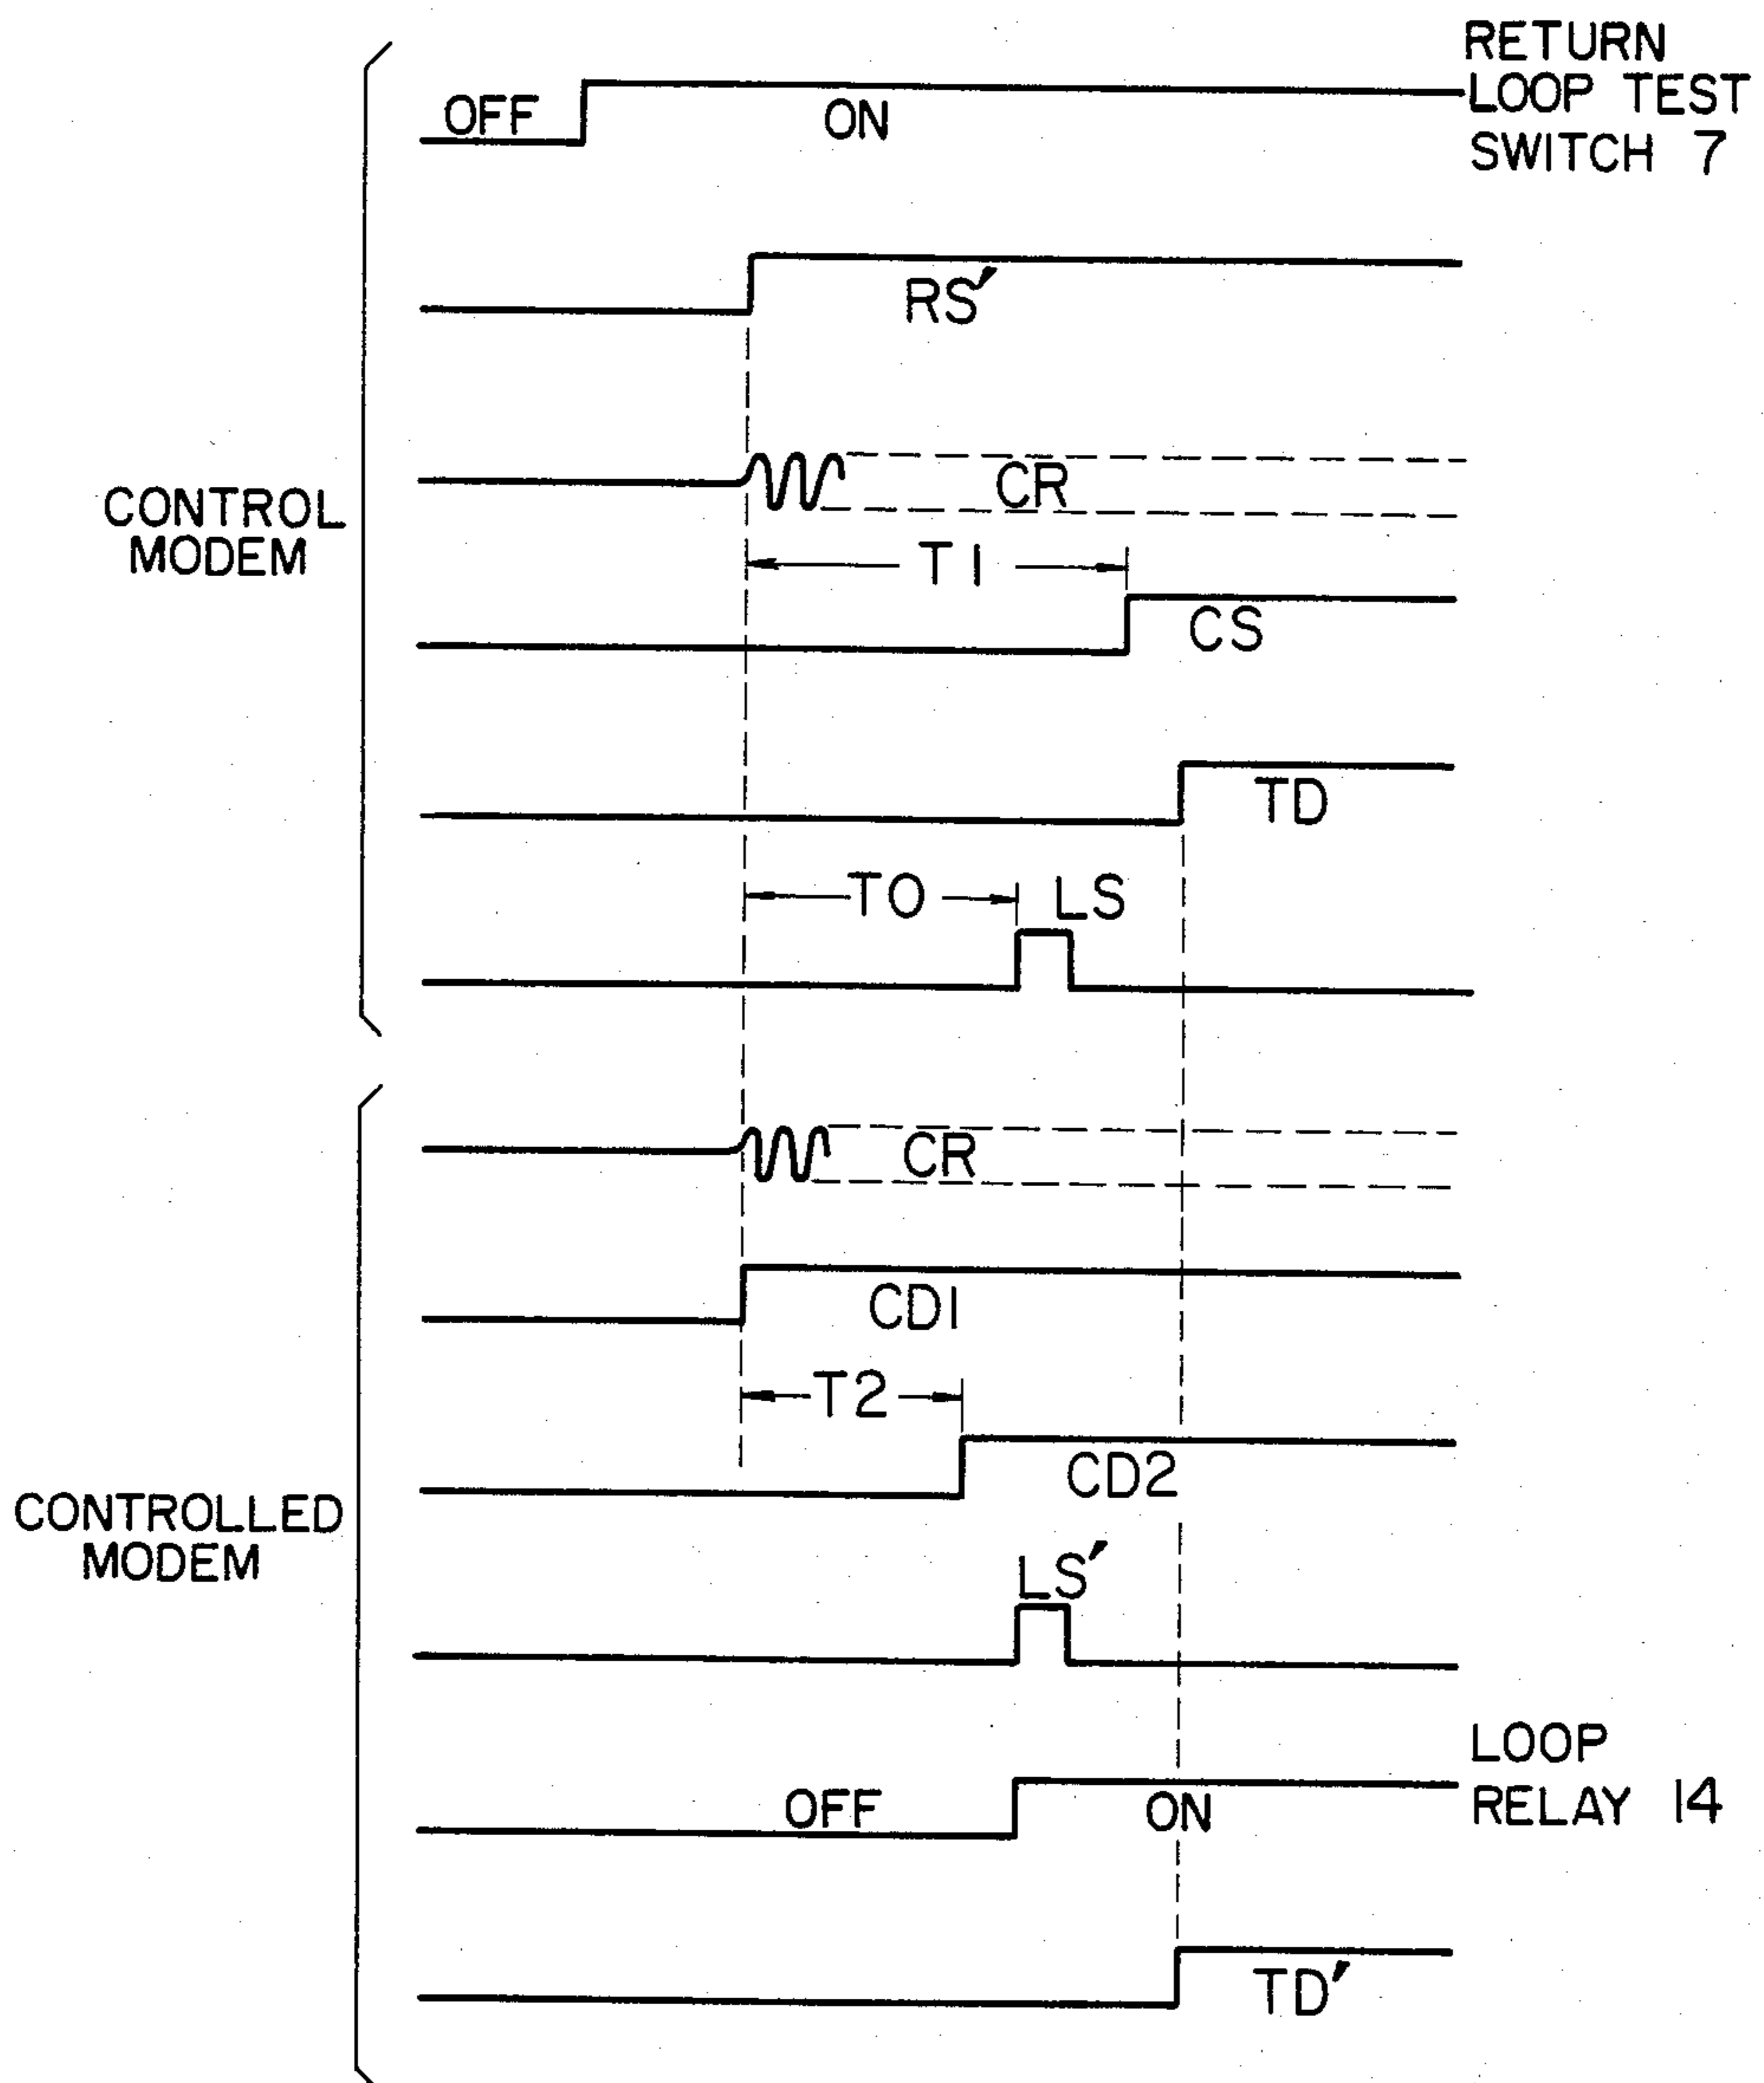 RETURN
LOOP TEST
SWITCH 7
OFF
ON
RS′
CONTROL
MODEM
CR
T1
CS
TD
T0
LS
CR
CD1
T2
CD2
CONTROLLED
MODEM
LS′
LOOP
RELAY 14
OFF
ON
TD′